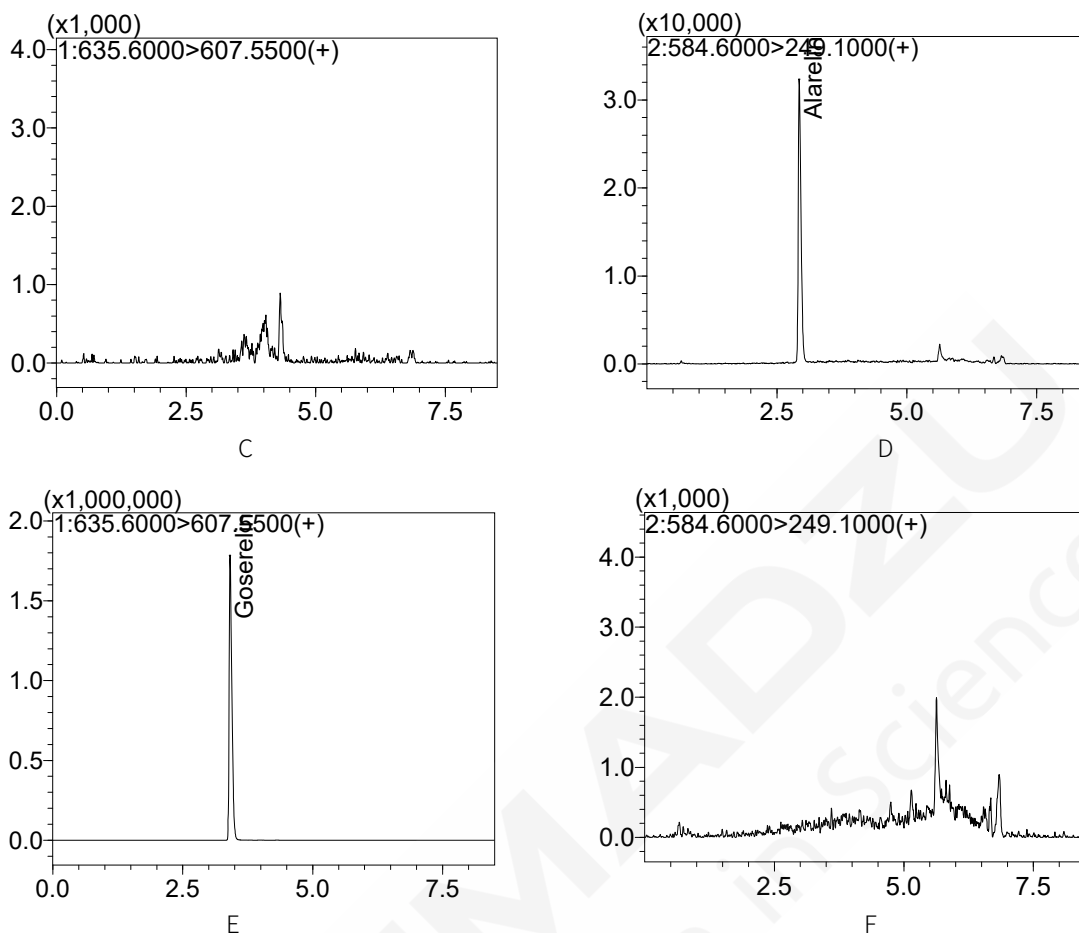 (x1,000)
1:635.6000>607.5500(+)
4.0
3.0
2.0
1.0
0.0
0.0 2.5 5.0 7.5
C
(x10,000)
2:584.6000>249.1000(+)
Alarelin
3.0
2.0
1.0
0.0
2.5 5.0 7.5
D
(x1,000,000)
2.0
1:635.6000>607.5500(+)
Goserelin
1.5
1.0
0.5
0.0
0.0 2.5 5.0 7.5
E
(x1,000)
2:584.6000>249.1000(+)
4.0
3.0
2.0
1.0
0.0
2.5 5.0 7.5
F
MADZU
in Science